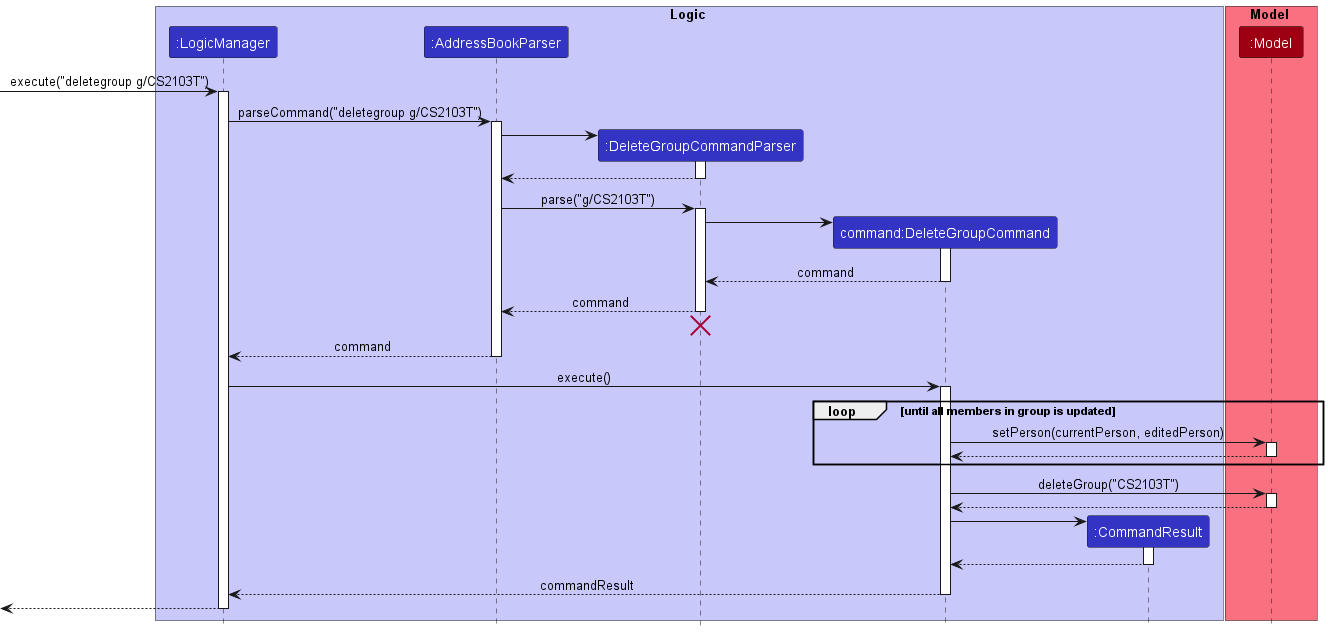 Logic
Model
:LogicManager
:AddressBookParser
:Model
execute("deletegroup g/CS2103T")
parseCommand("deletegroup g/CS2103T")
:DeleteGroupCommandParser
parse("g/CS2103T")
command:DeleteGroupCommand
command
command
command
execute()
loop
[until all members in group is updated]
setPerson(currentPerson, editedPerson)
deleteGroup("CS2103T")
:CommandResult
commandResult